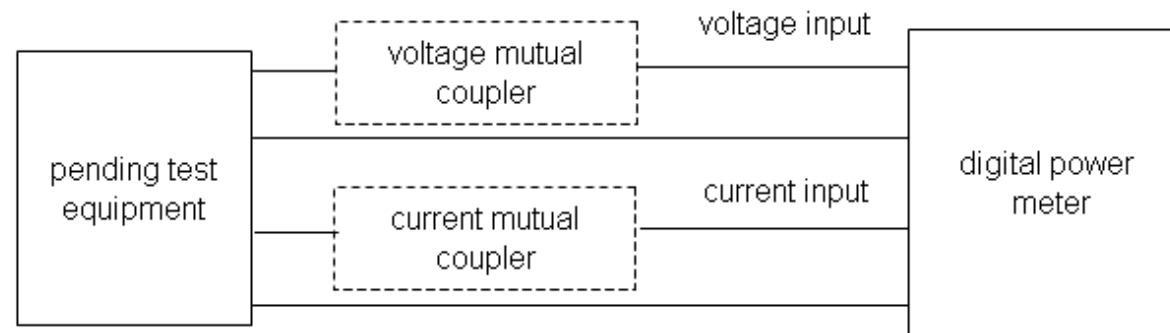 voltage input
voltage mutual
coupler
pending test
equipment
digital power
meter
current input
current mutual
coupler